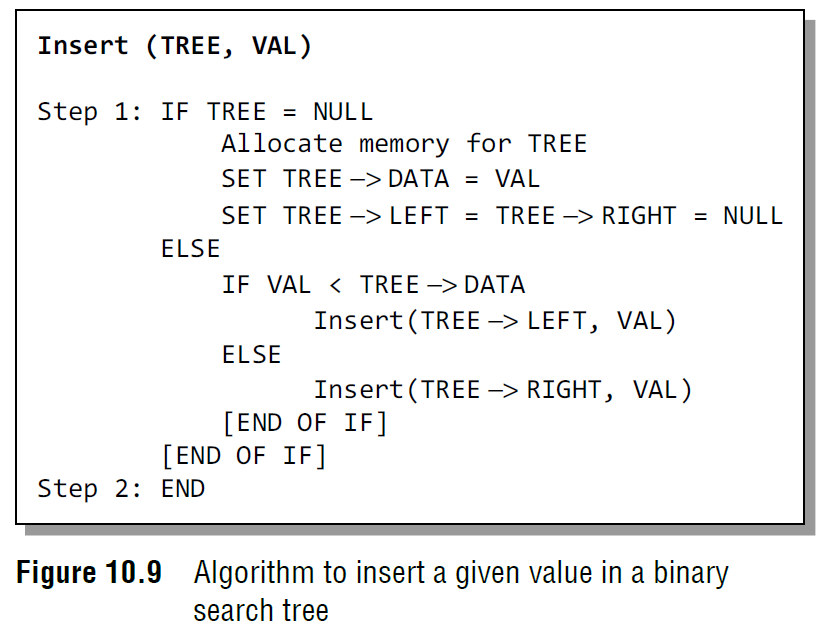 Insert (TREE, VAL)
Step 1: IF TREE = NULL
Allocate memory for TREE
SET TREE —> DATA = VAL
SET TREE —> LEFT = TREE —> RIGHT = NULL
ELSE
IF VAL < TREE —> DATA
Insert(TREE —> LEFT, VAL)
ELSE
Insert(TREE —> RIGHT, VAL)
[END OF IF]
[END OF IF]
Step 2: END
Figure 10.9 Algorithm to insert a given value in a binary
search tree